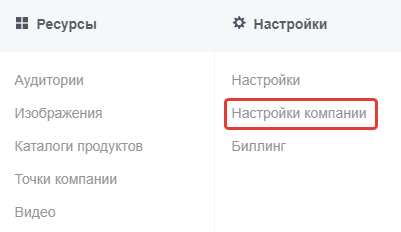 Ресурсы
Аудитории
Изображения
Каталоги продуктов
Точки компании
Видео
Настройки
Настройки
Настройки компании
Биллинг